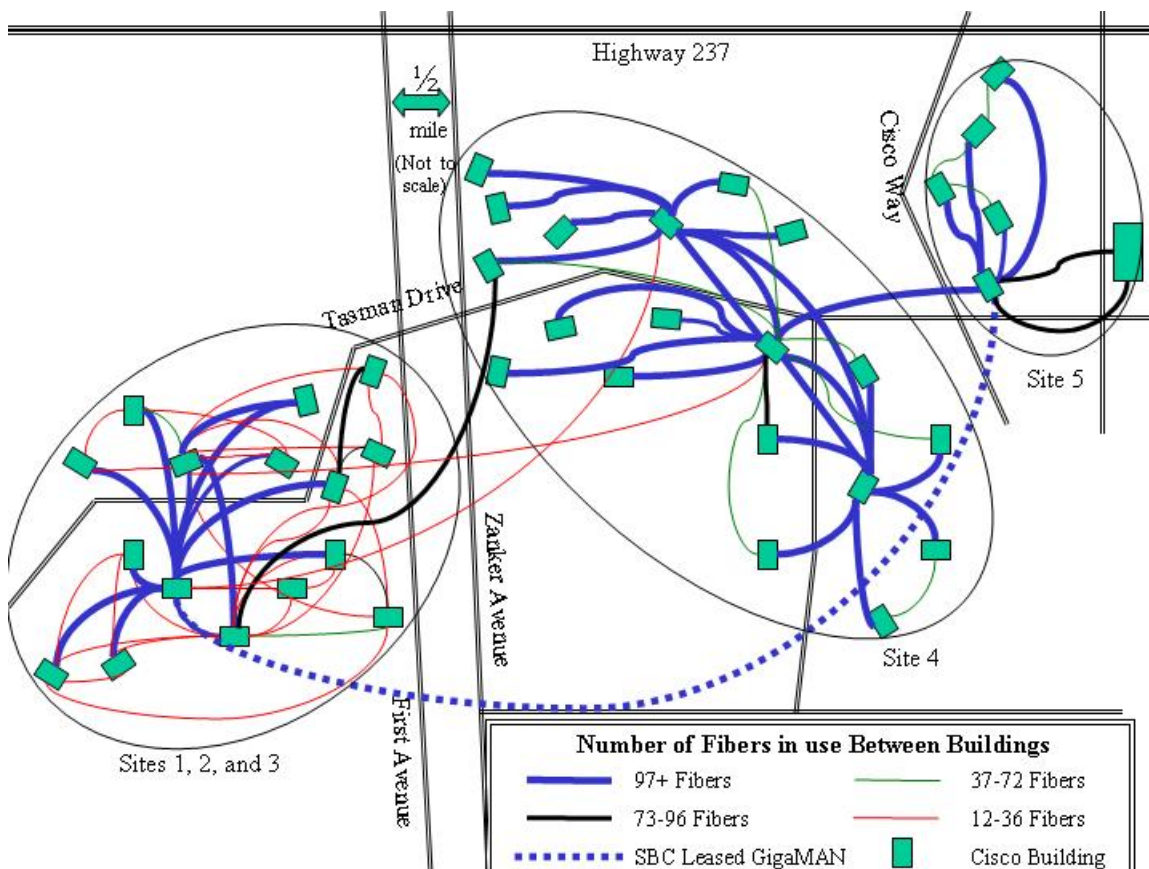 Highway 237
½
mile
(Not to
scale)
Cisco Way
Tasman Drive
Site 5
Zanker Avenue
Site 4
First Avenue
Sites 1, 2, and 3
Number of Fibers in use Between Buildings
97+ Fibers
37-72 Fibers
73-96 Fibers
12-36 Fibers
SBC Leased GigaMAN
Cisco Building